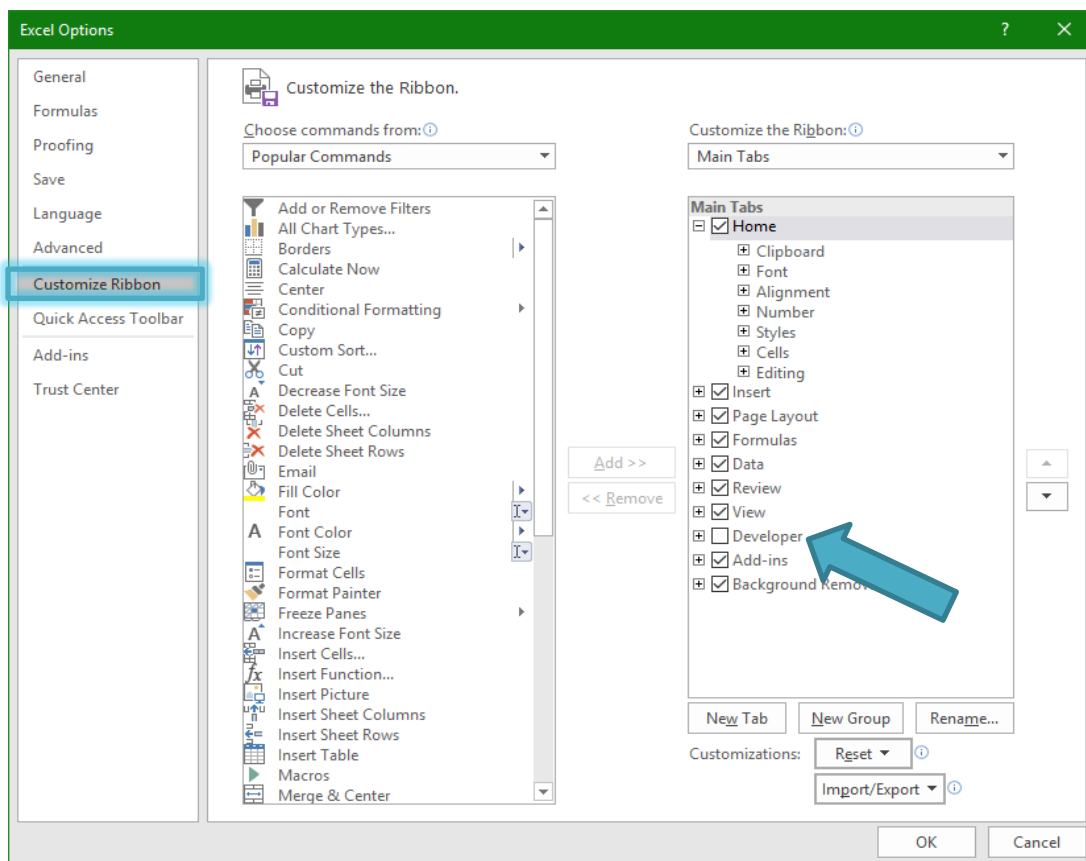 Excel Options
General
Formulas
Proofing
Save
Language
Advanced
Customize Ribbon
Quick Access Toolbar
Add-ins
Trust Center
Customize the Ribbon.
Choose commands from:
Popular Commands
Add or Remove Filters
All Chart Types...
Borders
Calculate Now
Center
Conditional Formatting
Copy
Custom Sort...
Cut
Decrease Font Size
Delete Cells...
Delete Sheet Columns
Delete Sheet Rows
Email
Fill Color
Font
Font Color
Font Size
Format Cells
Format Painter
Freeze Panes
Increase Font Size
Insert Cells...
Insert Function...
Insert Picture
Insert Sheet Columns
Insert Sheet Rows
Insert Table
Macros
Merge & Center
Add >>
<< Remove
Customize the Ribbon:
Main Tabs
Main Tabs
Home
Clipboard
Font
Alignment
Number
Styles
Cells
Editing
Insert
Page Layout
Formulas
Data
Review
View
Developer
Add-ins
Background
New Tab
New Group
Rename...
Customizations:
Reset
Import/Export
OK
Cancel